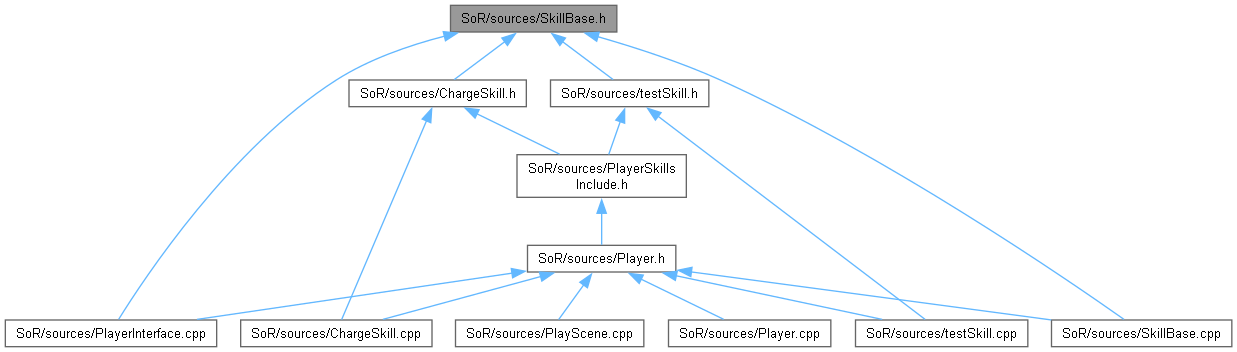 SoR/sources/SkillBase.h
SoR/sources/ChargeSkill.h
SoR/sources/testSkill.h
SoR/sources/PlayerSkills
Include.h
SoR/sources/Player.h
SoR/sources/PlayerInterface.cpp
SoR/sources/ChargeSkill.cpp
SoR/sources/PlayScene.cpp
SoR/sources/Player.cpp
SoR/sources/testSkill.cpp
SoR/sources/SkillBase.cpp